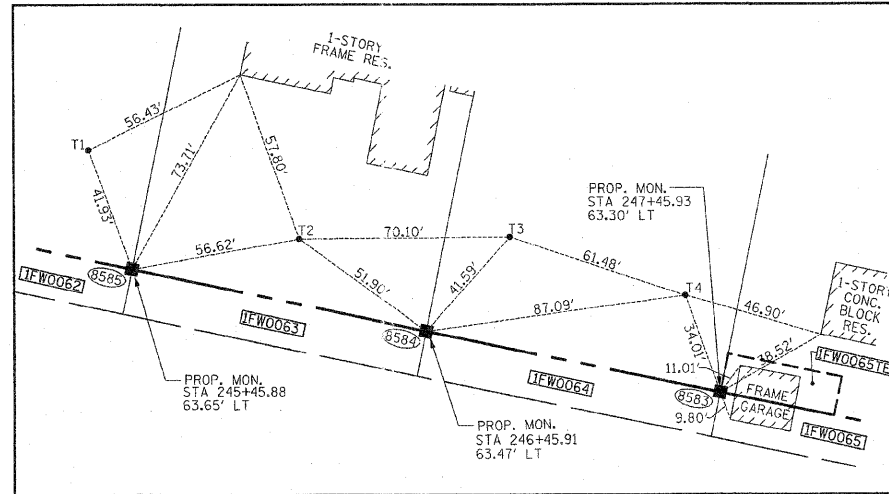 1-STORY
FRAME RES.
56.43'
T1
73.71'
57.80'
41.93'
PROP. MON.
STA 247+45.93
63.30' LT
T2
70.10'
T3
56.62'
61.48'
51.90'
41.59'
T4
1-STORY
CONC.
BLOCK
RES.
46.90'
87.09'
34.01'
38.52'
1FW0062
8585
1FW0063
8584
1FW0064
11.01'
1FW0065TE
8583
FRAME
GARAGE
9.80'
1FW0065
PROP. MON.
STA 245+45.88
63.65' LT
PROP. MON.
STA 246+45.91
63.47' LT